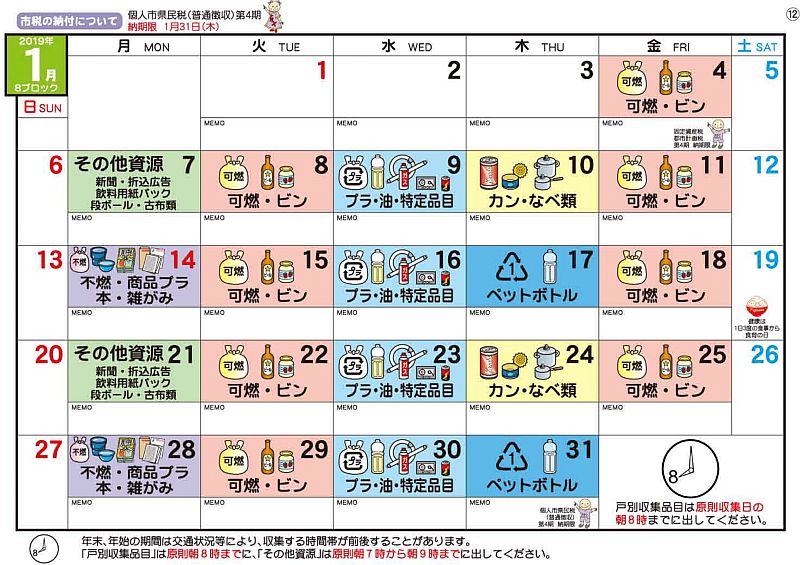 市税の納付について
個人市県民税(普通徴収)第4期
納期限 1月31日(木)
⑫
2019年
1月
8ブロック
月 MON
火 TUE
水 WED
木 THU
金 FRI
土 SAT
日 SUN
1
MEMO
2
MEMO
3
MEMO
可燃
4
可燃・ビン
MEMO
固定資産税
都市計画税
第4期 納期限
5
6
その他資源 7
新聞・折込広告
飲料用紙パック
段ボール・古布類
MEMO
可燃
8
可燃・ビン
MEMO
プラ
9
プラ・油・特定品目
MEMO
10
カン・なべ類
MEMO
可燃
11
可燃・ビン
MEMO
12
13
不燃
14
不燃・商品プラ
本・雑がみ
MEMO
可燃
15
可燃・ビン
MEMO
プラ
16
プラ・油・特定品目
MEMO
1
17
ペットボトル
MEMO
可燃
18
可燃・ビン
MEMO
19
健康は
1日3度の食事から
食育の日
20
その他資源 21
新聞・折込広告
飲料用紙パック
段ボール・古布類
MEMO
可燃
22
可燃・ビン
MEMO
プラ
23
プラ・油・特定品目
MEMO
24
カン・なべ類
MEMO
可燃
25
可燃・ビン
MEMO
26
27
不燃
28
不燃・商品プラ
本・雑がみ
MEMO
可燃
29
可燃・ビン
MEMO
プラ
30
プラ・油・特定品目
MEMO
1
31
ペットボトル
MEMO
個人市県民税
(普通徴収)
第4期 納期限
8
戸別収集品目は原則収集日の
朝8時までに出してください。
8
年末、年始の期間は交通状況等により、収集する時間帯が前後することがあります。
「戸別収集品目」は原則朝8時までに、「その他資源」は原則朝7時から朝9時までに出してください。